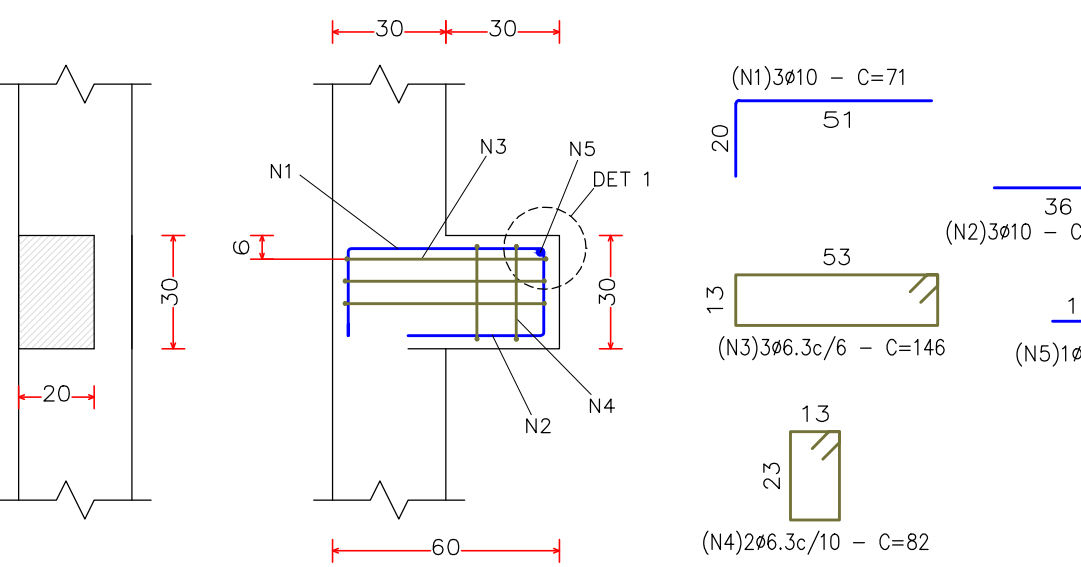 30
30
(N1)3ø10 - C=71
51
20
N3
N5
N1
DET 1
6
30
30
36
(N2)3ø10 - C
53
13
(N3)3ø6.3c/6 - C=146
1
(N5)1ø
20
N4
N2
13
23
60
(N4)2ø6.3c/10 - C=82